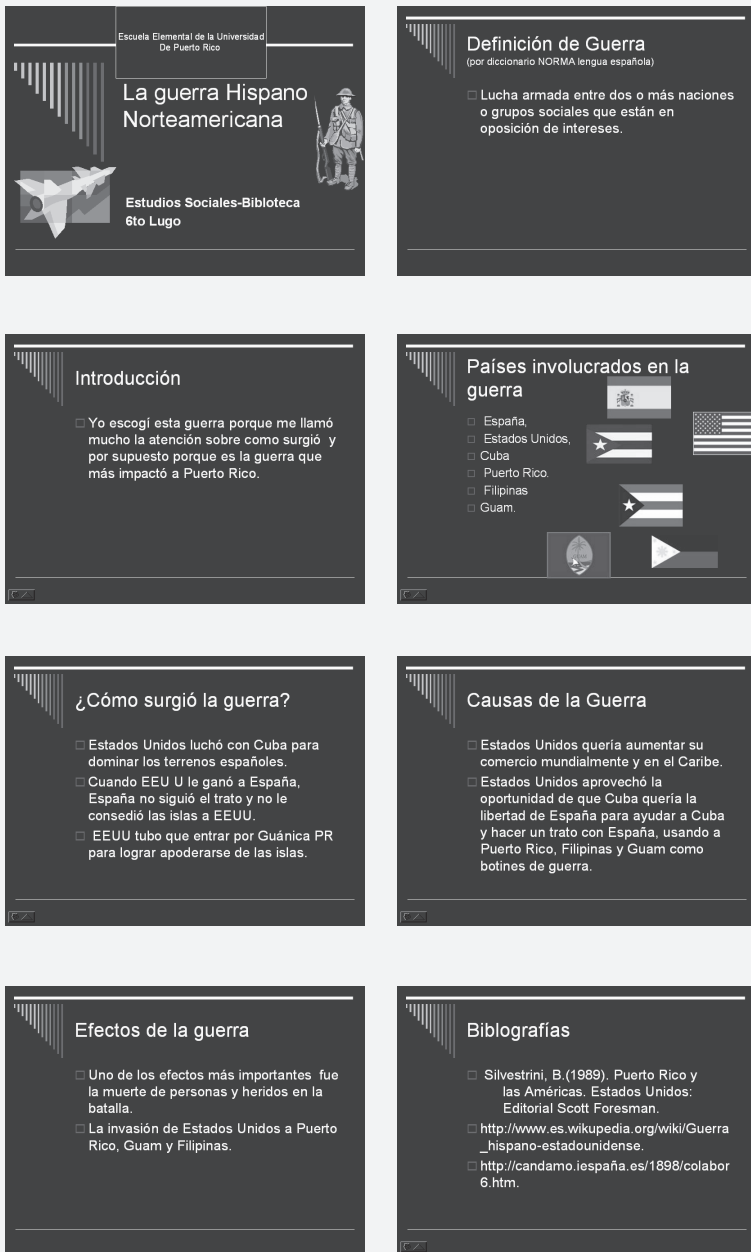 Escuela Elemental de la Universidad
De Puerto Rico
La guerra Hispano
Norteamericana
Estudios Sociales-Bibloteca
6to Lugo
Definición de Guerra
(por diccionario NORMA lengua española)
Lucha armada entre dos o más naciones
o grupos sociales que están en
oposición de intereses.
Introducción
Yo escogí esta guerra porque me llamó
mucho la atención sobre como surgió y
por supuesto porque es la guerra que
más impactó a Puerto Rico.
Países involucrados en la
guerra
España,
Estados Unidos,
Cuba
Puerto Rico.
Filipinas
Guam.
¿Cómo surgió la guerra?
Estados Unidos luchó con Cuba para
dominar los terrenos españoles.
Cuando EEU U le ganó a España,
España no siguió el trato y no le
consedió las islas a EEUU.
EEUU tubo que entrar por Guánica PR
para lograr apoderarse de las islas.
Causas de la Guerra
Estados Unidos quería aumentar su
comercio mundialmente y en el Caribe.
Estados Unidos aprovechó la
oportunidad de que Cuba quería la
libertad de España para ayudar a Cuba
y hacer un trato con España, usando a
Puerto Rico, Filipinas y Guam como
botines de guerra.
Efectos de la guerra
Uno de los efectos más importantes fue
la muerte de personas y heridos en la
batalla.
La invasión de Estados Unidos a Puerto
Rico, Guam y Filipinas.
Biblografías
Silvestrini, B.(1989). Puerto Rico y
las Américas. Estados Unidos:
Editorial Scott Foresman.
http://www.es.wikupedia.org/wiki/Guerra
_hispano-estadounidense.
http://candamo.iespaña.es/1898/colabor
6.htm.